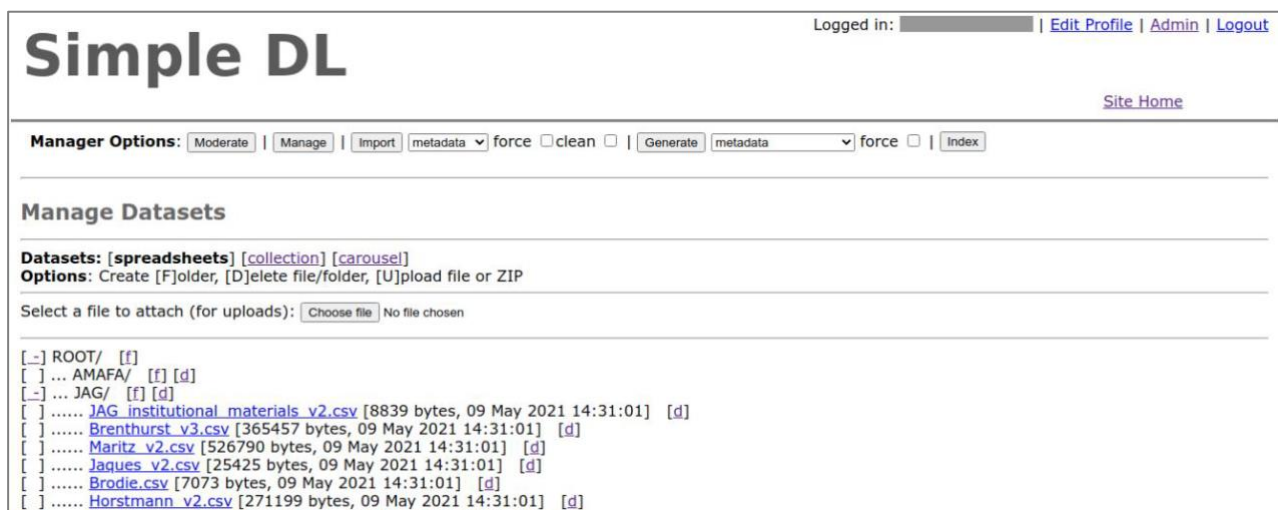 Logged in: | Edit Profile | Admin | Logout
Simple DL
Site Home
Manager Options: Moderate | Manage | Import metadata force clean | Generate metadata force | Index
Manage Datasets
Datasets: [spreadsheets] [collection] [carousel]
Options: Create [F]older, [D]elete file/folder, [U]pload file or ZIP
Select a file to attach (for uploads): Choose file No file chosen
[ -] ROOT/ [f]
[ ] ... AMAFA/ [f] [d]
[ -] ... JAG/ [f] [d]
[ ] ...... JAG_institutional_materials_v2.csv [8839 bytes, 09 May 2021 14:31:01] [d]
[ ] ...... Brenthurst_v3.csv [365457 bytes, 09 May 2021 14:31:01] [d]
[ ] ...... Maritz_v2.csv [526790 bytes, 09 May 2021 14:31:01] [d]
[ ] ...... Jaques_v2.csv [25425 bytes, 09 May 2021 14:31:01] [d]
[ ] ...... Brodie.csv [7073 bytes, 09 May 2021 14:31:01] [d]
[ ] ...... Horstmann_v2.csv [271199 bytes, 09 May 2021 14:31:01] [d]